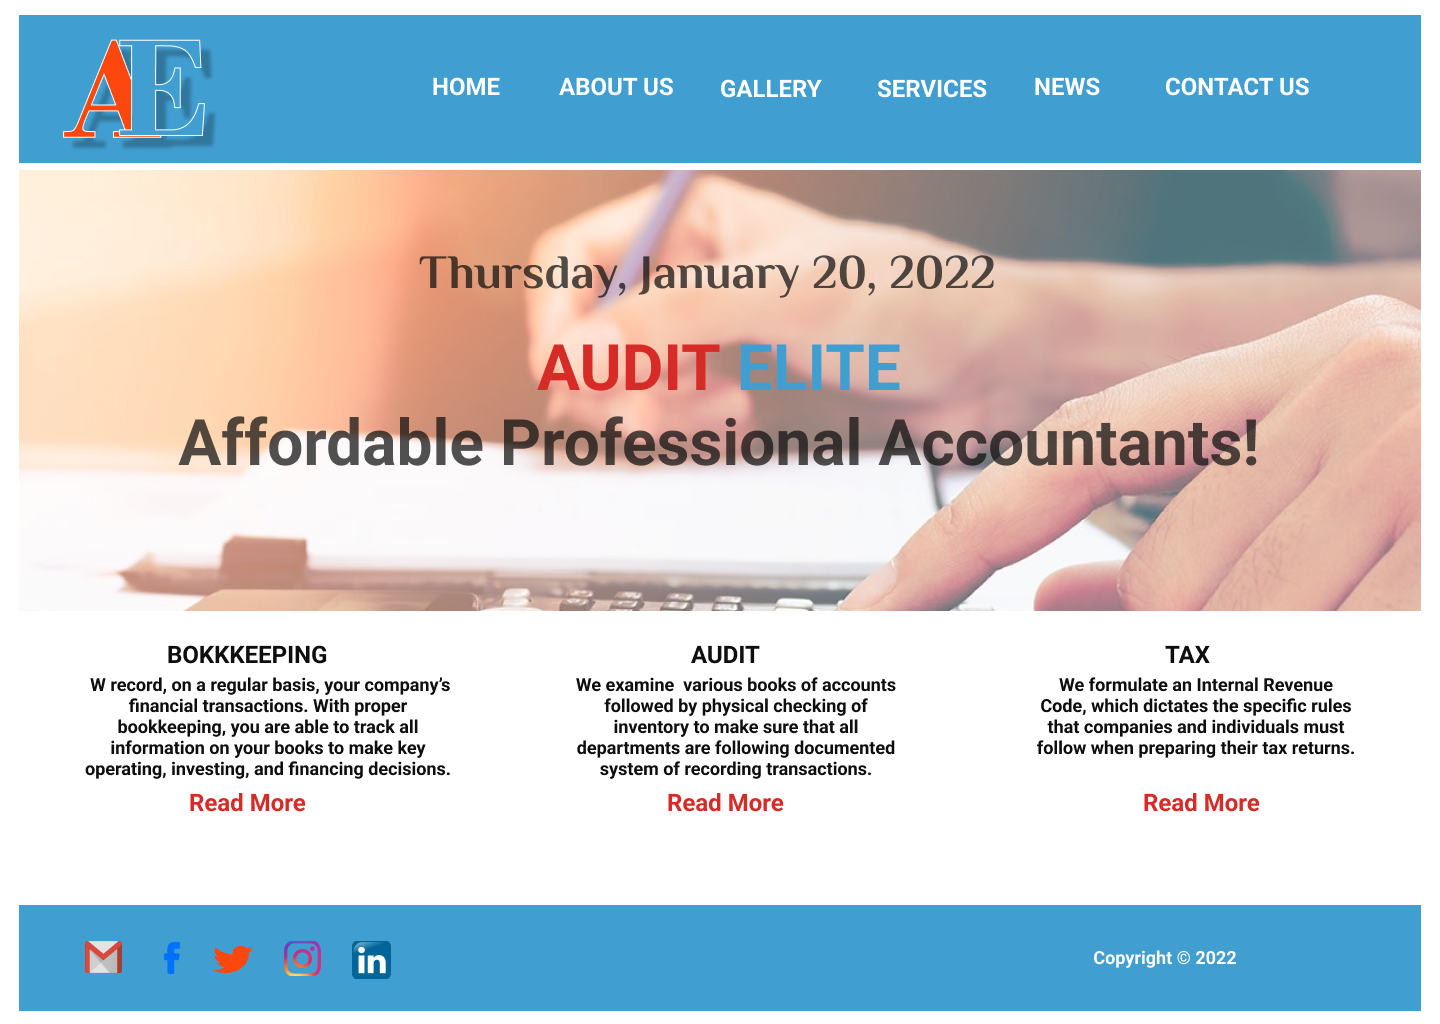 AE
HOME ABOUT US GALLERY SERVICES NEWS CONTACT US
Thursday, January 20, 2022
AUDIT ELITE
Affordable Professional Accountants!
BOKKKEEPING
W record, on a regular basis, your company’s
financial transactions. With proper
bookkeeping, you are able to track all
information on your books to make key
operating, investing, and financing decisions.
Read More
AUDIT
We examine  various books of accounts
followed by physical checking of
inventory to make sure that all
departments are following documented
system of recording transactions.
Read More
TAX
We formulate an Internal Revenue
Code, which dictates the specific rules
that companies and individuals must
follow when preparing their tax returns.
Read More
in
Copyright © 2022